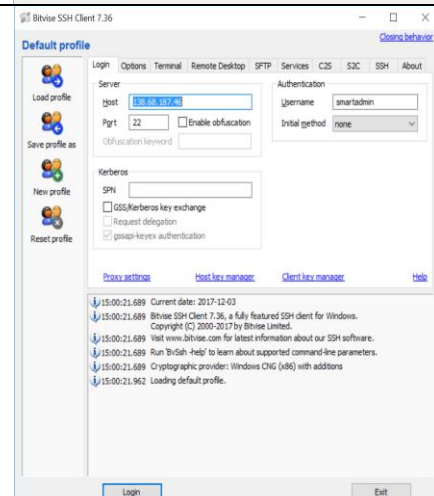 Bitvise SSH Client 7.36
Default profile
Closing behavior
Load profile
Save profile as
New profile
Reset profile
Login Options Terminal Remote Desktop SFTP Services C2S S2C SSH About
Server
Host 138.68.187.46
Port 22 Enable obfuscation
Obfuscation keyword
Kerberos
SPN
GSS/Kerberos key exchange
Request delegation
gssapi-keyex authentication
Authentication
Username smartadmin
Initial method none
Proxy settings Host key manager Client key manager Help
15:00:21.689 Current date: 2017-12-03
15:00:21.689 Bitvise SSH Client 7.36, a fully featured SSH client for Windows.
Copyright (C) 2000-2017 by Bitvise Limited.
15:00:21.689 Visit www.bitvise.com for latest information about our SSH software.
15:00:21.689 Run 'BvSsh -help' to learn about supported command-line parameters.
15:00:21.689 Cryptographic provider: Windows CNG (x86) with additions
15:00:21.962 Loading default profile.
Login Exit